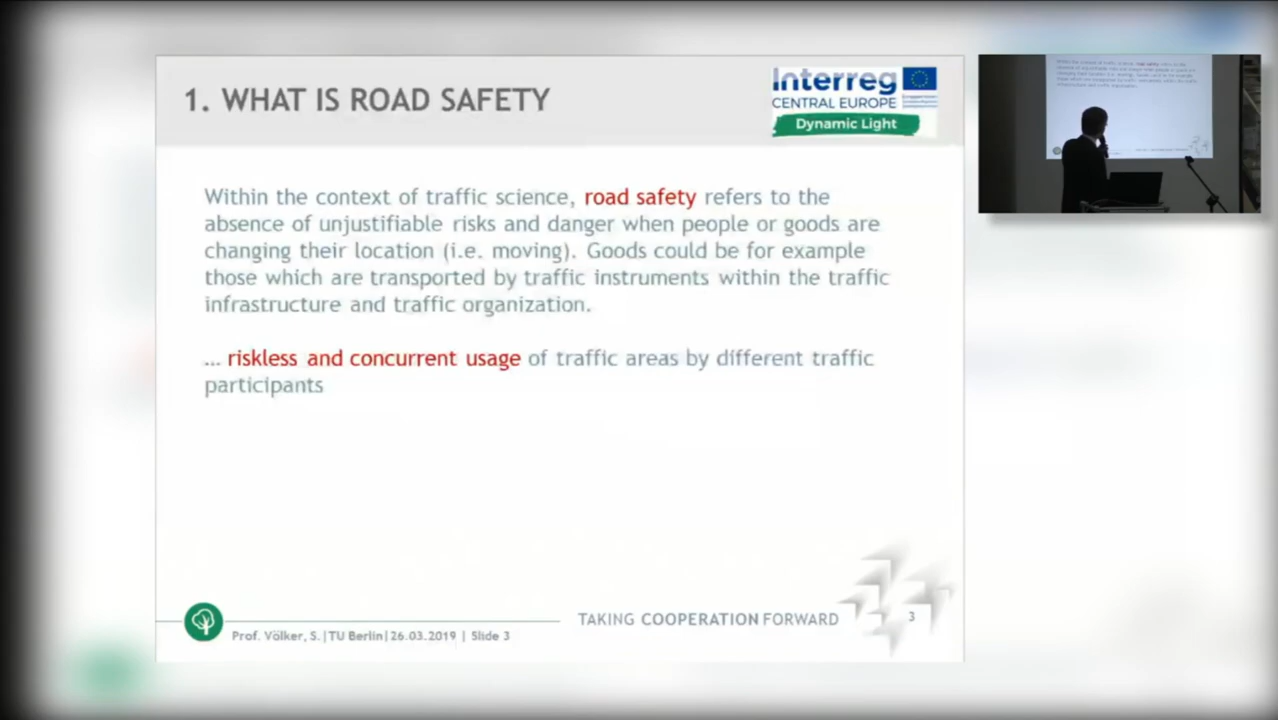 1. WHAT IS ROAD SAFETY
Interreg
CENTRAL EUROPE
Dynamic Light
Within the context of traffic science, road safety refers to the
absence of unjustifiable risks and danger when people or goods are
changing their location (i.e. moving). Goods could be for example
those which are transported by traffic instruments within the traffic
infrastructure and traffic organization.
... riskless and concurrent usage of traffic areas by different traffic
participants
TAKING COOPERATION FORWARD
3
Prof. Völker, S.|TU Berlin|26.03.2019 | Slide 3